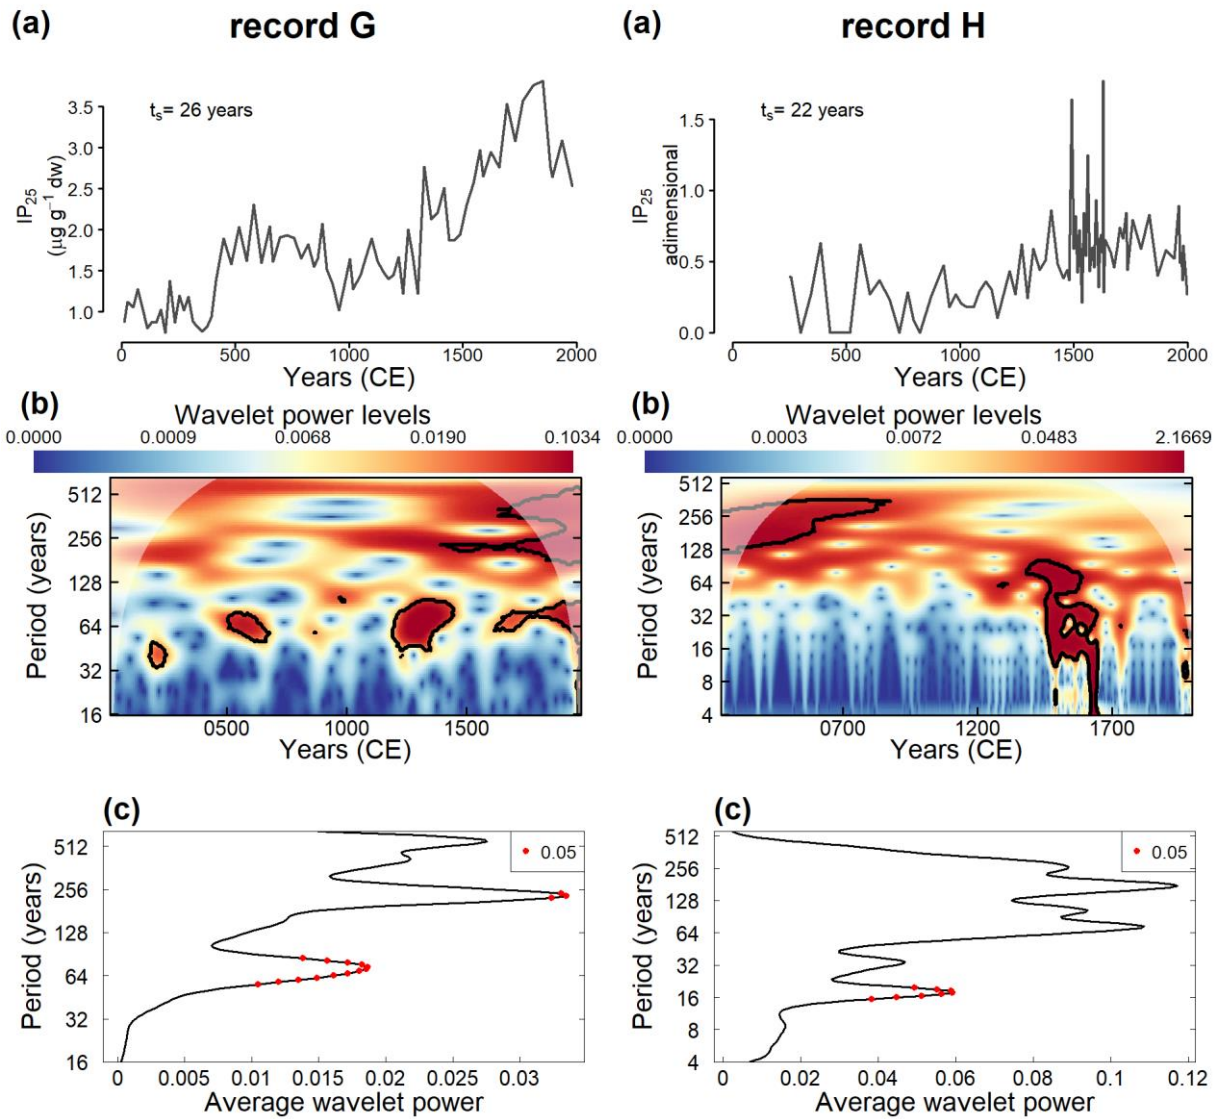 (a) record G
IP25
(μg g−1 dw)
ts= 26 years
3.5
3.0
2.5
2.0
1.5
1.0
0 500 1000 1500 2000
Years (CE)
(a) record H
IP25
adimensional
ts= 22 years
1.5
1.0
0.5
0.0
0 500 1000 1500 2000
Years (CE)
(b)
Wavelet power levels
0.0000 0.0009 0.0068 0.0190 0.1034
Period (years)
512
256
128
64
32
16
0500 1000 1500
Years (CE)
(b)
Wavelet power levels
0.0000 0.0003 0.0072 0.0483 2.1669
Period (years)
512
256
128
64
32
16
8
4
0700 1200 1700
Years (CE)
(c)
0.05
Period (years)
512
256
128
64
32
16
0 0.005 0.01 0.015 0.02 0.025 0.03
Average wavelet power
(c)
0.05
Period (years)
512
256
128
64
32
16
8
4
0 0.02 0.04 0.06 0.08 0.1 0.12
Average wavelet power